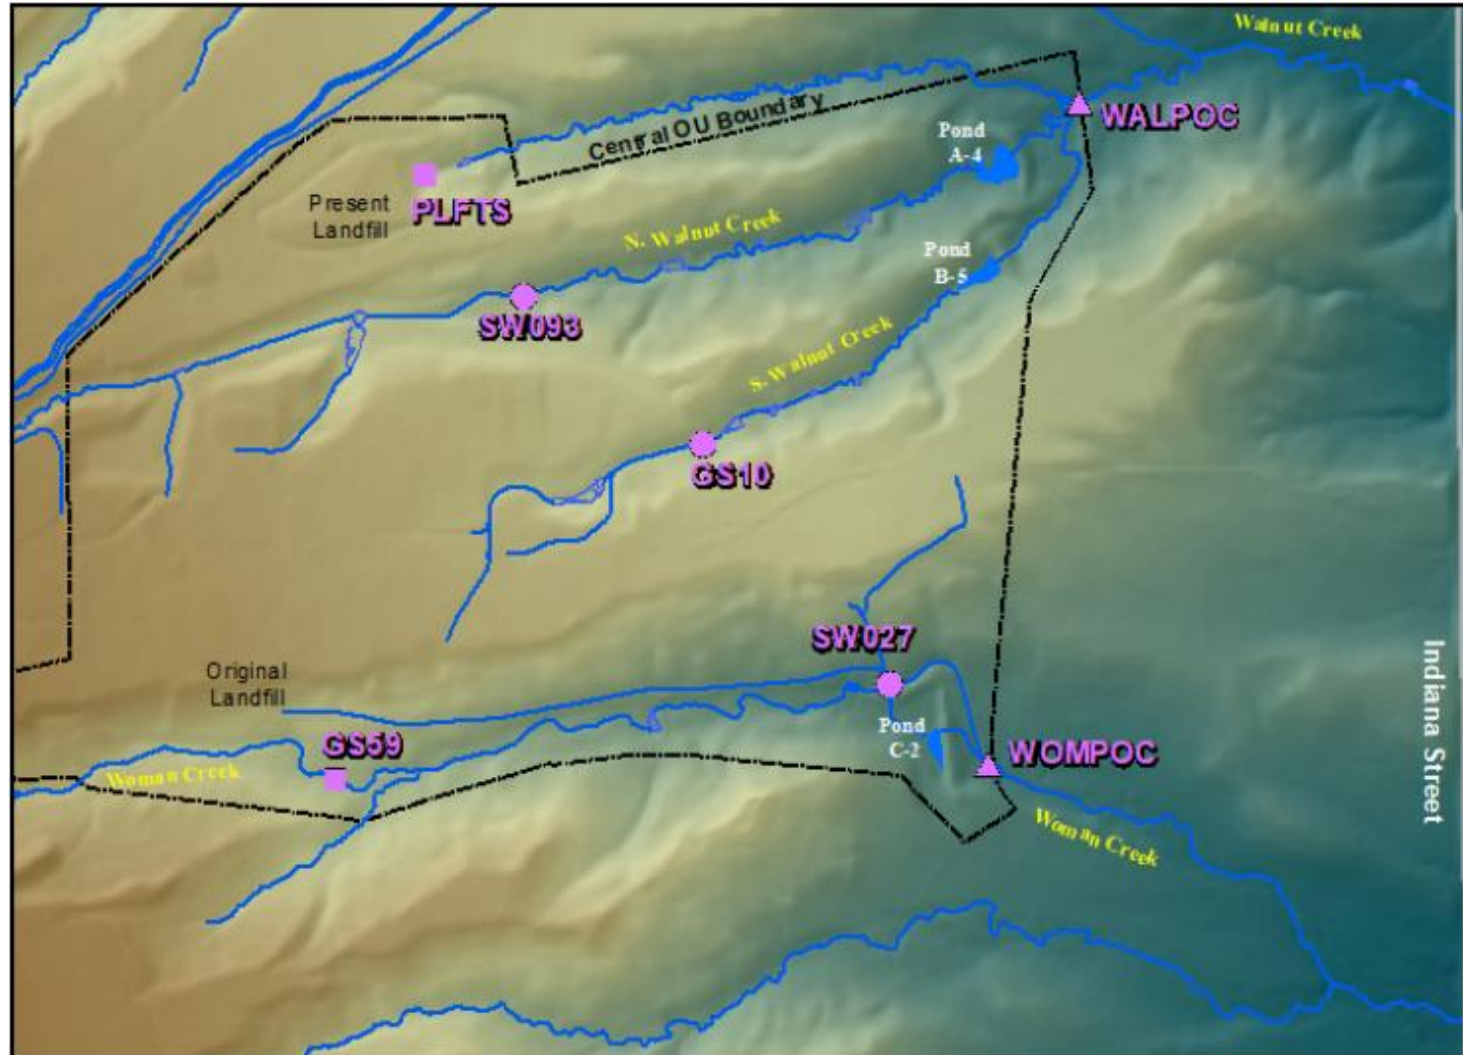 Walnut Creek
WALPOC
Central OU Boundary
Pond
A-4
PLFTS
Present
Landfill
N. Walnut Creek
Pond
B-5
SW093
S. Walnut Creek
GS10
SW027
Original
Landfill
Indiana Street
GS59
Pond
C-2
WOMPOC
Woman Creek
Woman Creek